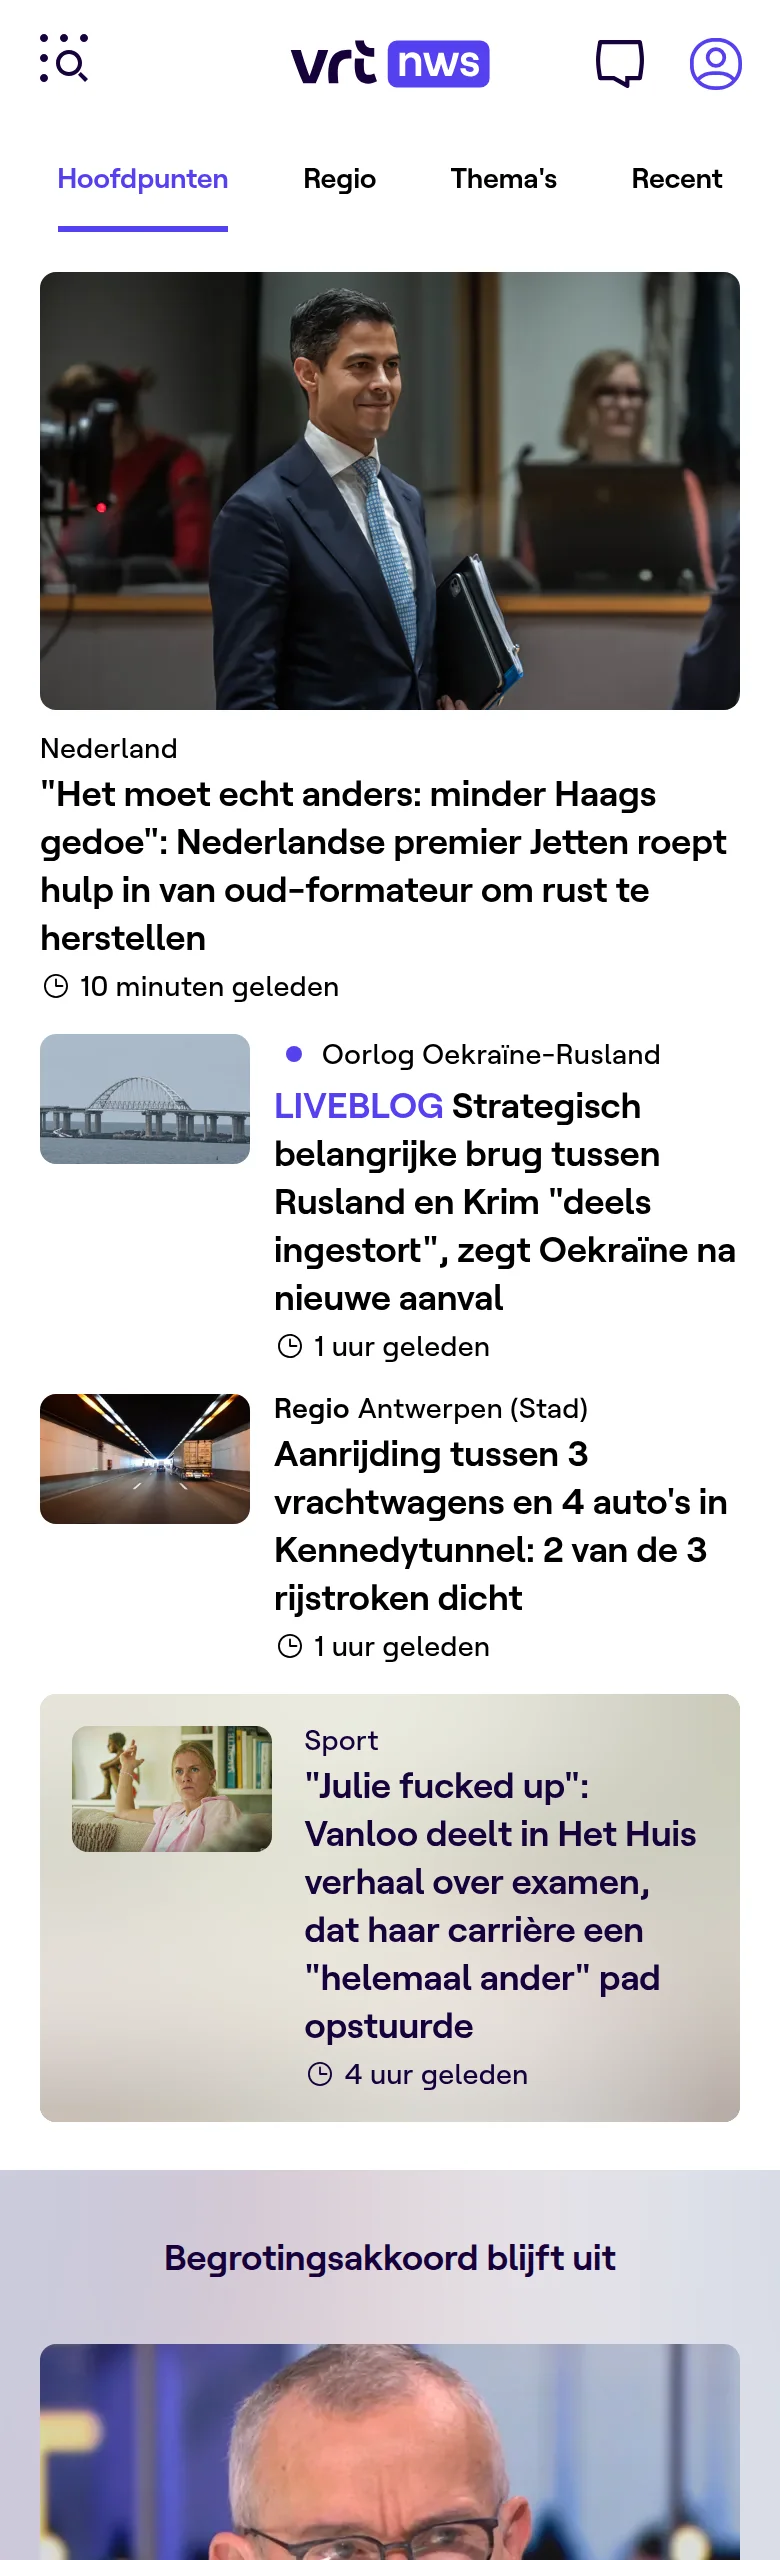 vrt nws
Hoofdpunten Regio Thema's Recent
Nederland
"Het moet echt anders: minder Haags
gedoe": Nederlandse premier Jetten roept
hulp in van oud-formateur om rust te
herstellen
10 minuten geleden
Oorlog Oekraïne-Rusland
LIVEBLOG Strategisch
belangrijke brug tussen
Rusland en Krim "deels
ingestort", zegt Oekraïne na
nieuwe aanval
1 uur geleden
Regio Antwerpen (Stad)
Aanrijding tussen 3
vrachtwagens en 4 auto's in
Kennedytunnel: 2 van de 3
rijstroken dicht
1 uur geleden
Sport
"Julie fucked up":
Vanloo deelt in Het Huis
verhaal over examen,
dat haar carrière een
"helemaal ander" pad
opstuurde
4 uur geleden
Begrotingsakkoord blijft uit